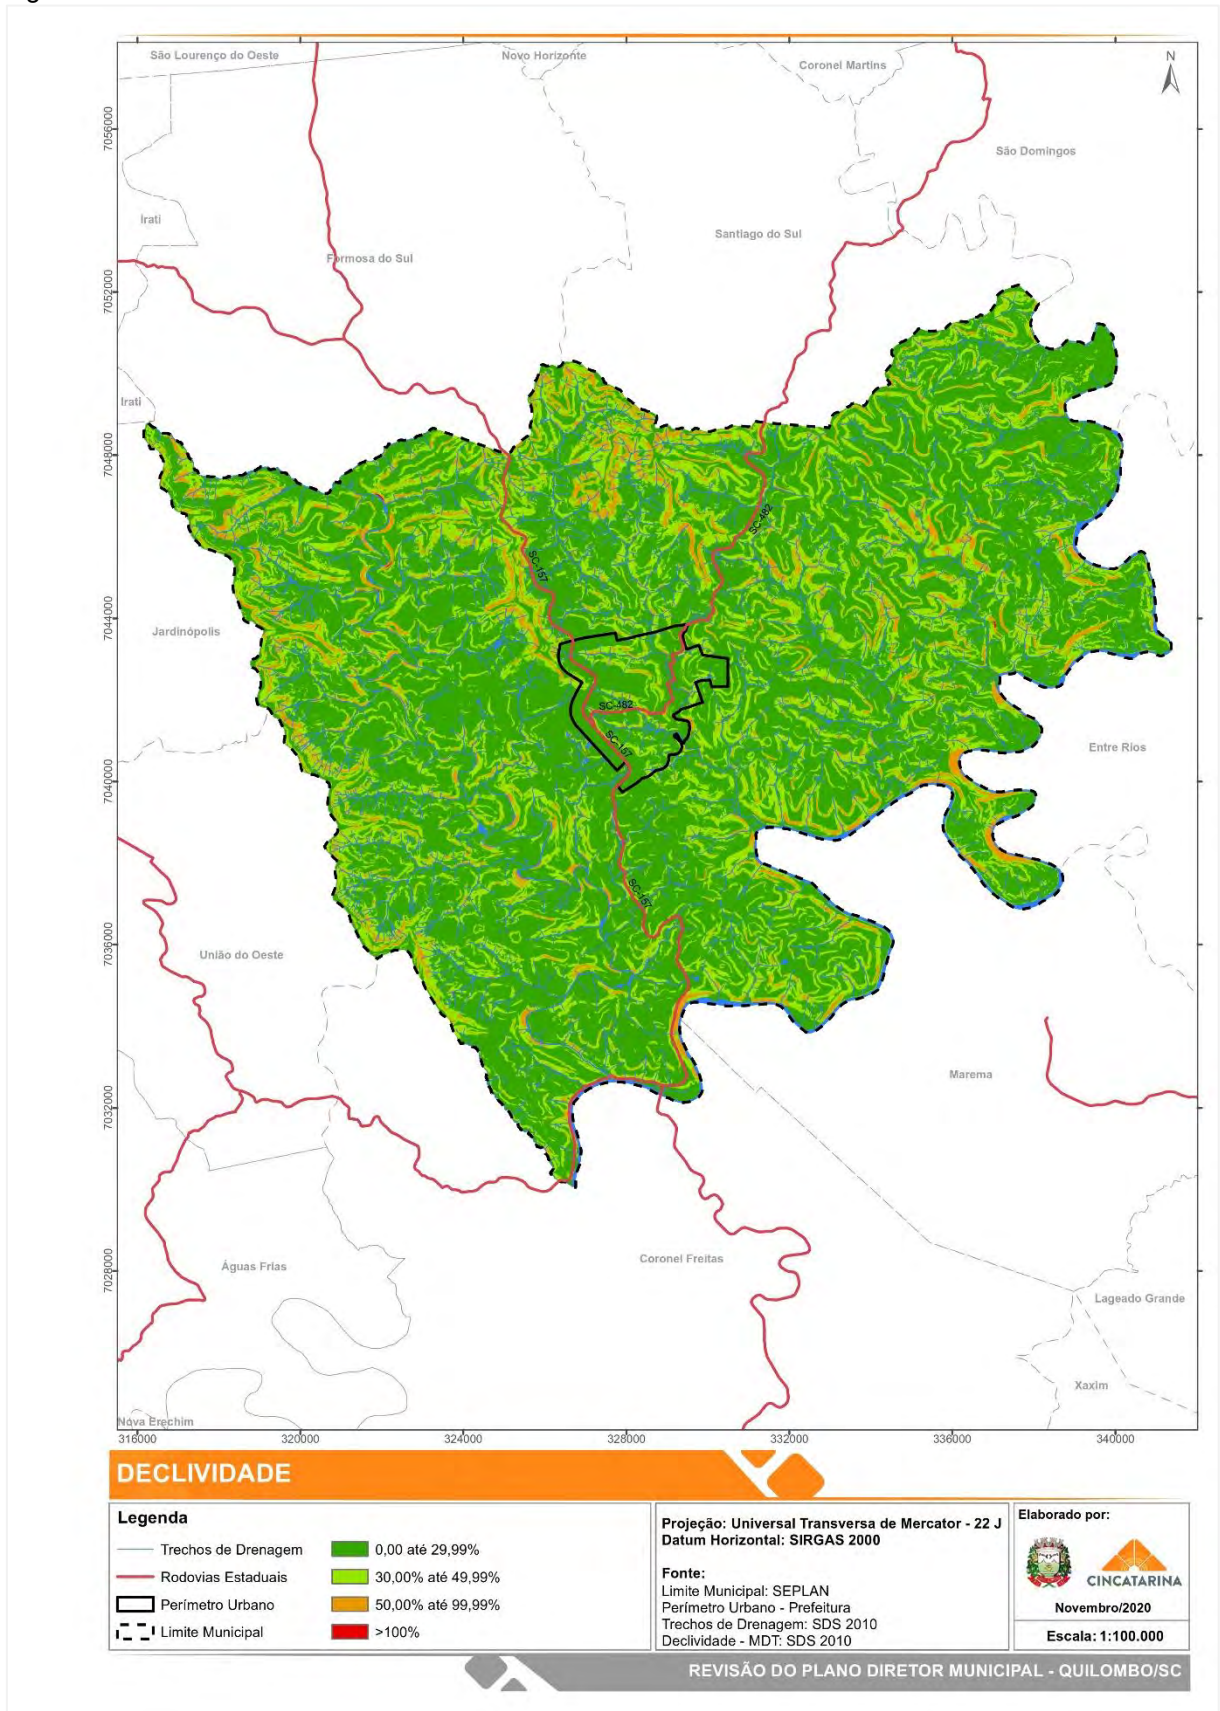 São Lourenço do Oeste
Novo Horizonte
Coronel Martins
N
São Domingos
Irati
Santiago do Sul
Formosa do Sul
Irati
SC-482
SC-157
Jardinópolis
SC-482
SC-157
Entre Rios
SC-157
União do Oeste
Marema
Águas Frias
Coronel Freitas
Lageado Grande
Xaxim
Nova Erechim
7056000
7052000
7048000
7044000
7040000
7036000
7032000
7028000
316000 320000 324000 328000 332000 336000 340000
DECLIVIDADE
Legenda
Trechos de Drenagem
Rodovias Estaduais
Perímetro Urbano
Limite Municipal
0,00 até 29,99%
30,00% até 49,99%
50,00% até 99,99%
>100%
Projeção: Universal Transversa de Mercator - 22 J
Datum Horizontal: SIRGAS 2000
Fonte:
Limite Municipal: SEPLAN
Perímetro Urbano - Prefeitura
Trechos de Drenagem: SDS 2010
Declividade - MDT: SDS 2010
Elaborado por:
CINCATARINA
Novembro/2020
Escala: 1:100.000
REVISÃO DO PLANO DIRETOR MUNICIPAL - QUILOMBO/SC